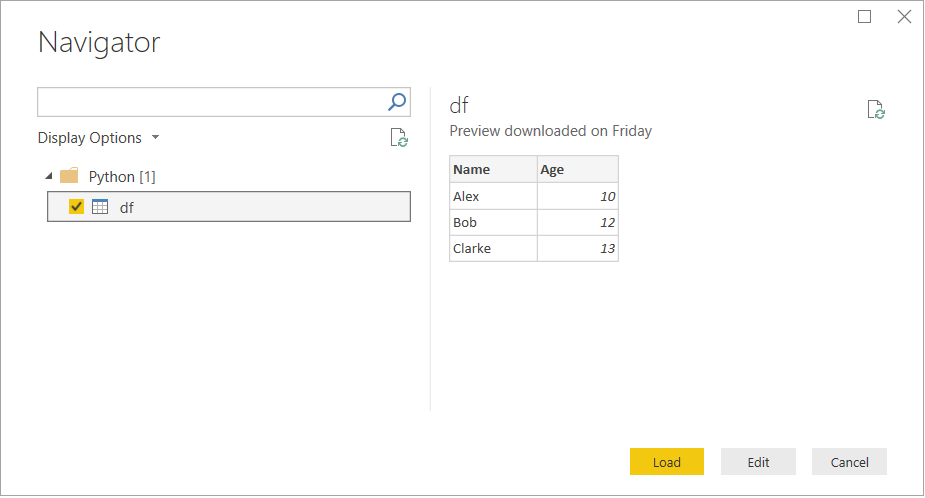 Navigator
Display Options
Python [1]
df
df
Preview downloaded on Friday
Name Age
Alex 10
Bob 12
Clarke 13
Load Edit Cancel